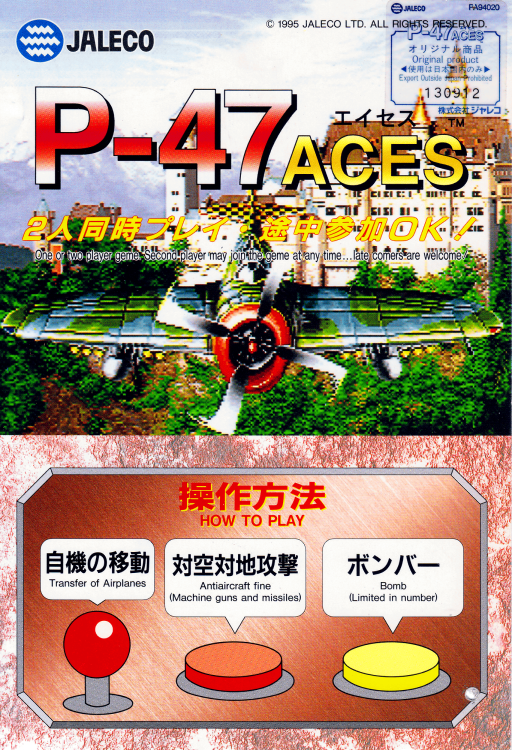 JALECO
© 1995 JALECO LTD. ALL RIGHTS RESERVED.
JALECO PA94020
P-47 ACES
オリジナル商品
Original product
◀使用は日本国内のみ▶
Export Outside Japan Prohibited
130912
株式会社ジャレコ
エイセス
P-47 ACES™
2人同時プレイ・途中参加OK!
One or two player geme. Second player may join the geme at any time...late comers are welcome?
操作方法
HOW TO PLAY
自機の移動
Transfer of Airplanes
対空対地攻撃
Antiaircraft fine
(Machine guns and missiles)
ボンバー
Bomb
(Limited in number)